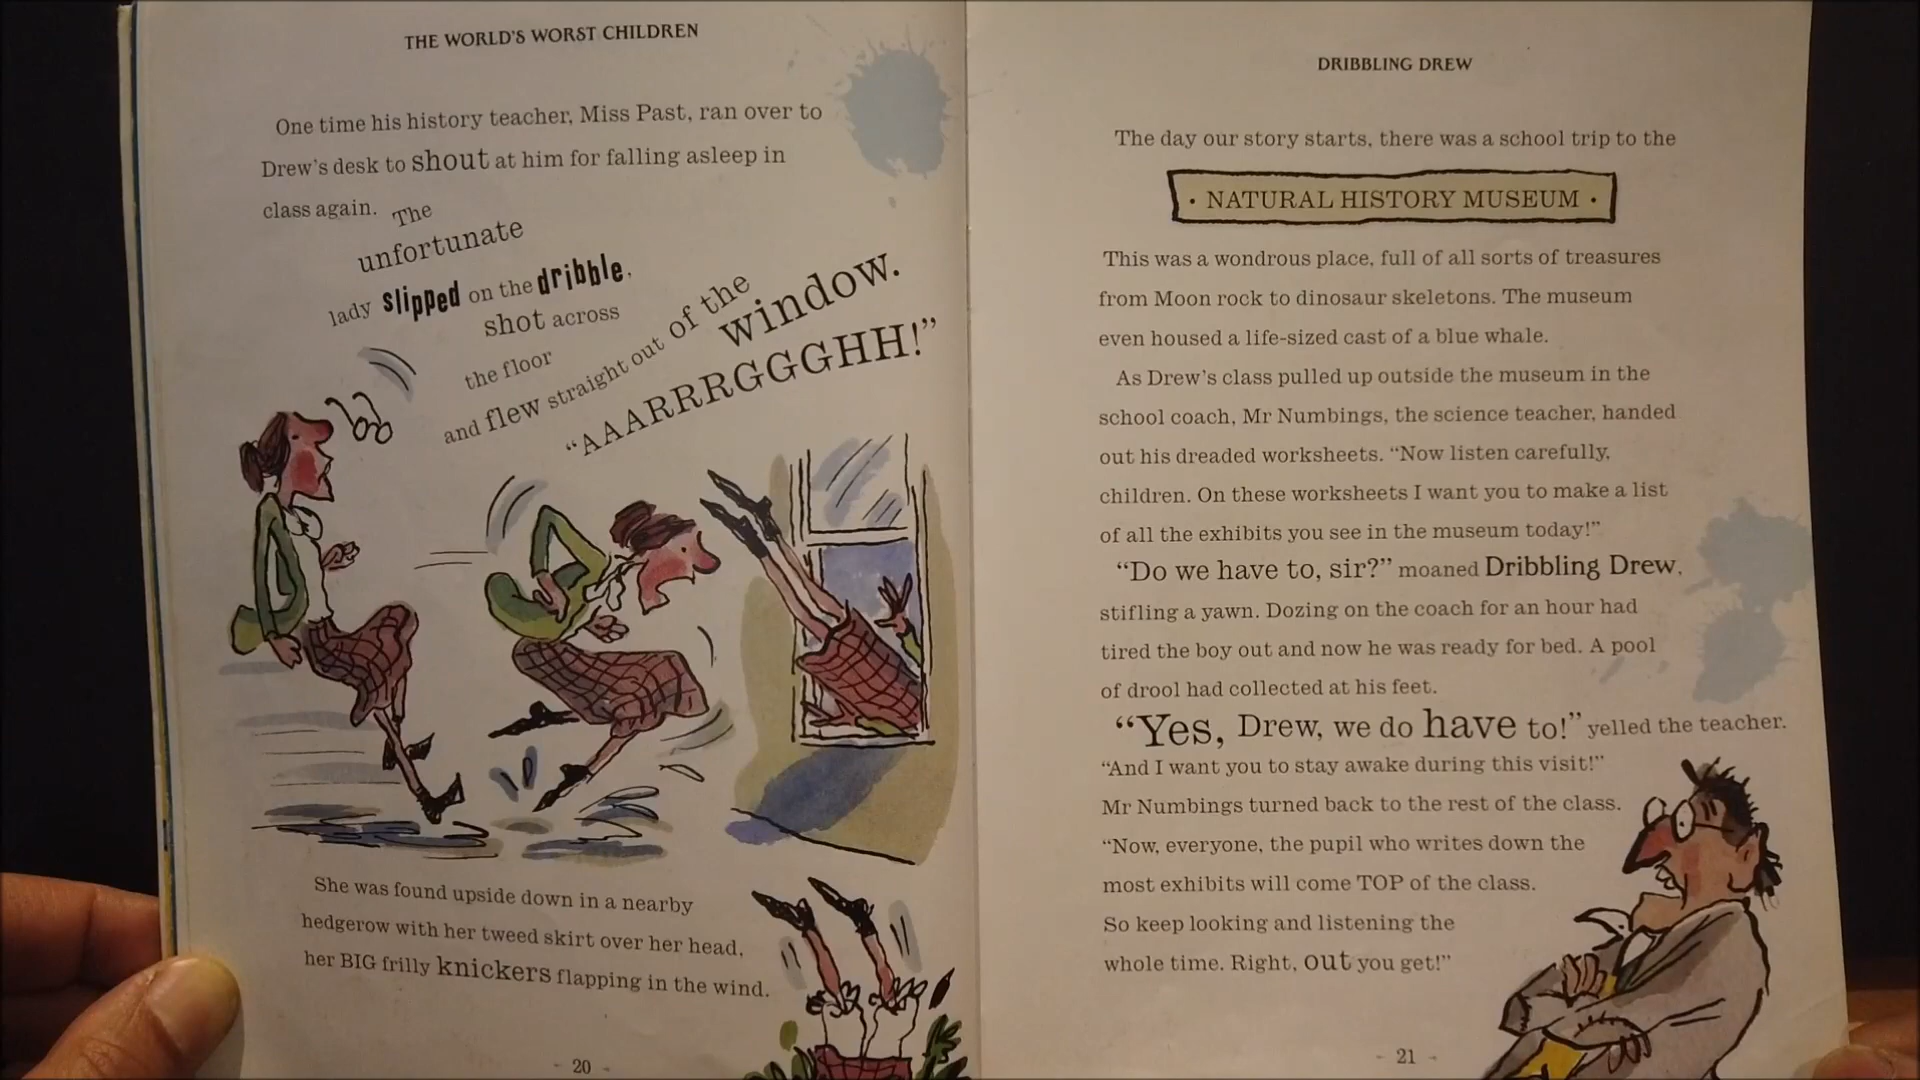 THE WORLD'S WORST CHILDREN
One time his history teacher, Miss Past, ran over to
Drew's desk to shout at him for falling asleep in
class again. The
unfortunate
lady slipped on the dribble,
shot across
the floor
and flew straight out of the
window.
"AAARRRGGGGHH!"
She was found upside down in a nearby
hedgerow with her tweed skirt over her head,
her BIG frilly knickers flapping in the wind.
- 20 -
DRIBBLING DREW
The day our story starts, there was a school trip to the
· NATURAL HISTORY MUSEUM ·
This was a wondrous place, full of all sorts of treasures
from Moon rock to dinosaur skeletons. The museum
even housed a life-sized cast of a blue whale.
As Drew's class pulled up outside the museum in the
school coach, Mr Numbings, the science teacher, handed
out his dreaded worksheets. "Now listen carefully,
children. On these worksheets I want you to make a list
of all the exhibits you see in the museum today!"
"Do we have to, sir?" moaned Dribbling Drew,
stifling a yawn. Dozing on the coach for an hour had
tired the boy out and now he was ready for bed. A pool
of drool had collected at his feet.
"Yes, Drew, we do have to!" yelled the teacher.
"And I want you to stay awake during this visit!"
Mr Numbings turned back to the rest of the class.
"Now, everyone, the pupil who writes down the
most exhibits will come TOP of the class.
So keep looking and listening the
whole time. Right, out you get!"
- 21 -